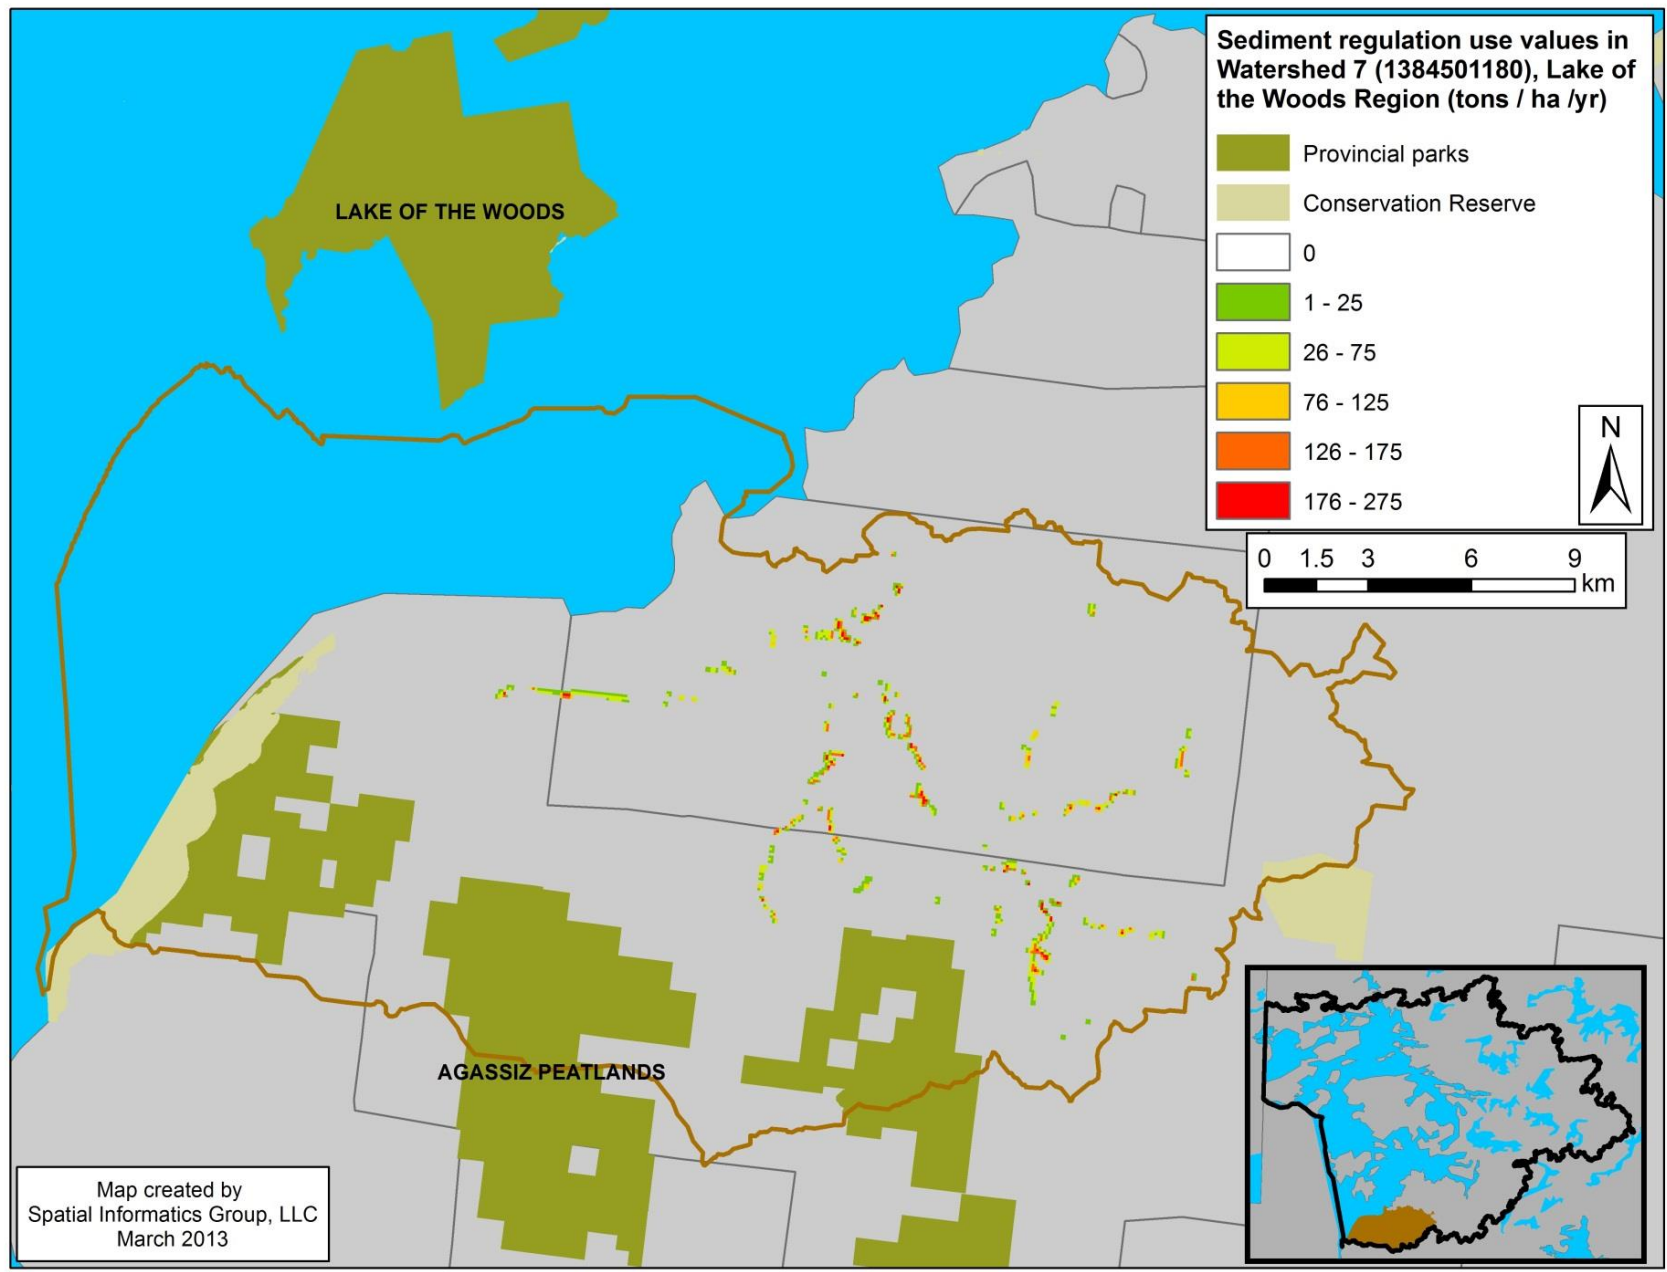 Sediment regulation use values in
Watershed 7 (1384501180), Lake of
the Woods Region (tons / ha /yr)
Provincial parks
Conservation Reserve
0
1 - 25
26 - 75
76 - 125
126 - 175
176 - 275
N
0 1.5 3 6 9
km
LAKE OF THE WOODS
AGASSIZ PEATLANDS
Map created by
Spatial Informatics Group, LLC
March 2013